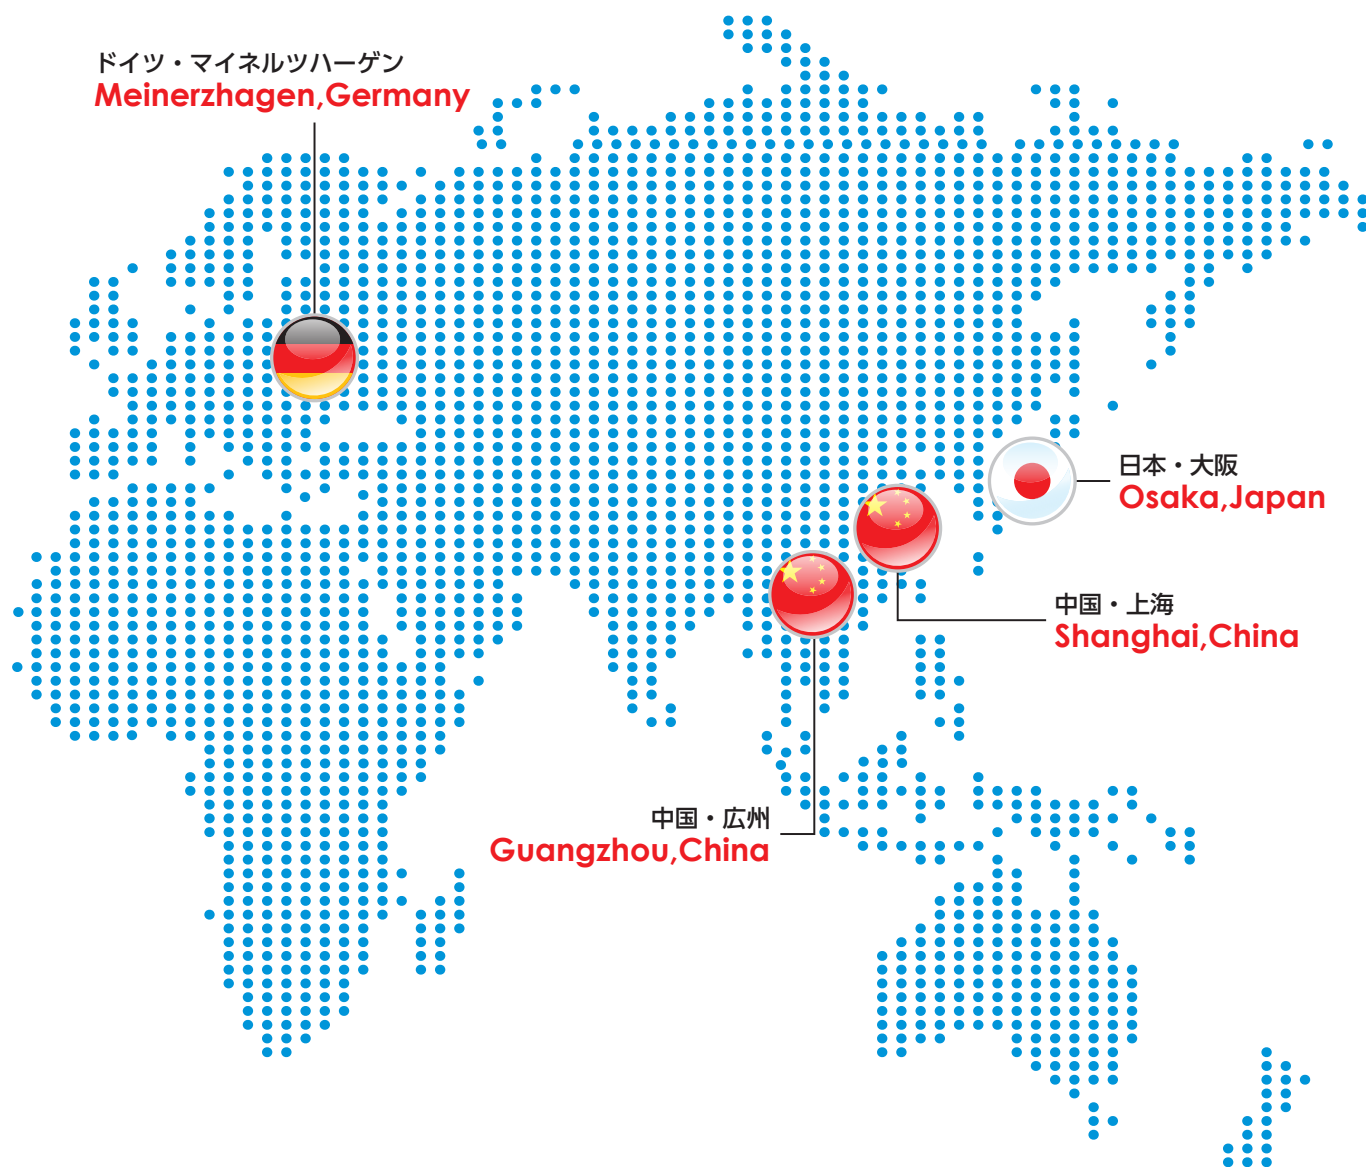 ドイツ・マイネルツハーゲン
Meinerzhagen,Germany
日本・大阪
Osaka,Japan
中国・上海
Shanghai,China
中国・広州
Guangzhou,China